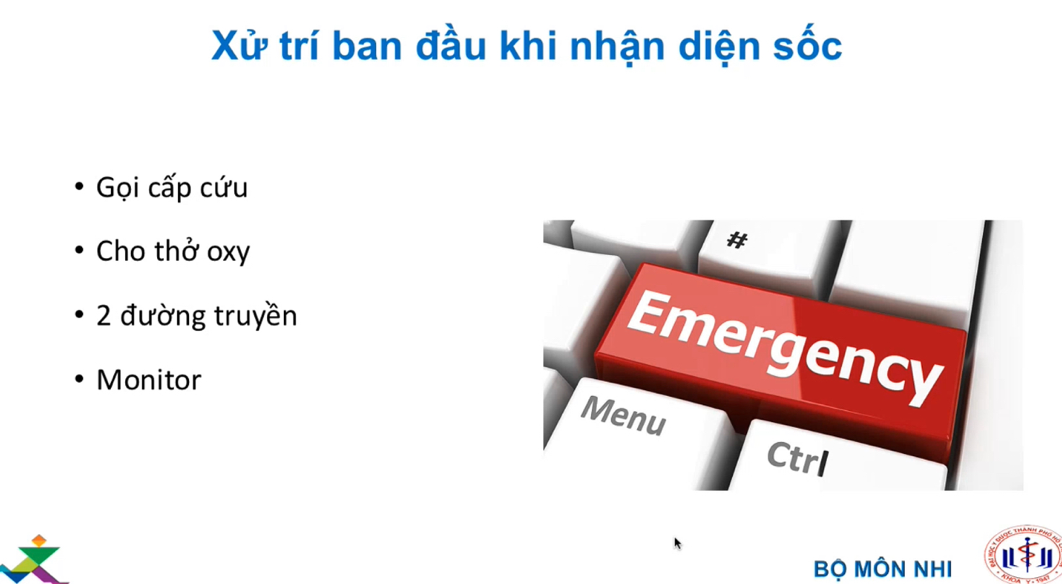 Xử trí ban đầu khi nhận diện sốc
• Gọi cấp cứu
• Cho thở oxy
• 2 đường truyền
• Monitor
#
Emergency
Menu
Ctrl
BỘ MÔN NHI